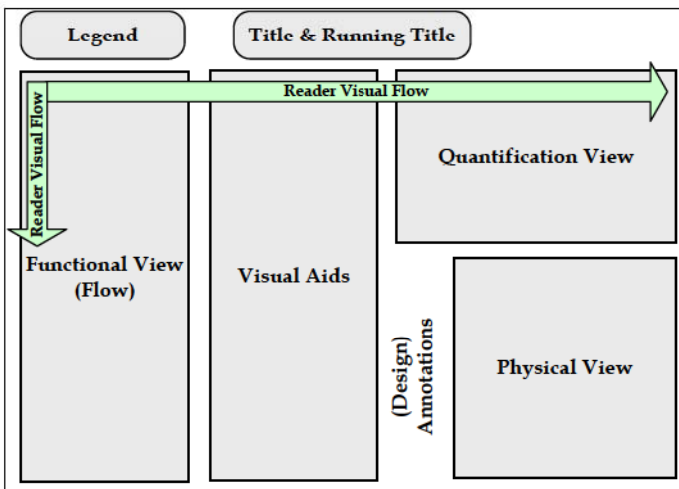 Legend
Title & Running Title
Reader Visual Flow
Reader Visual Flow
Quantification View
Functional View
(Flow)
Visual Aids
(Design)
Annotations
Physical View